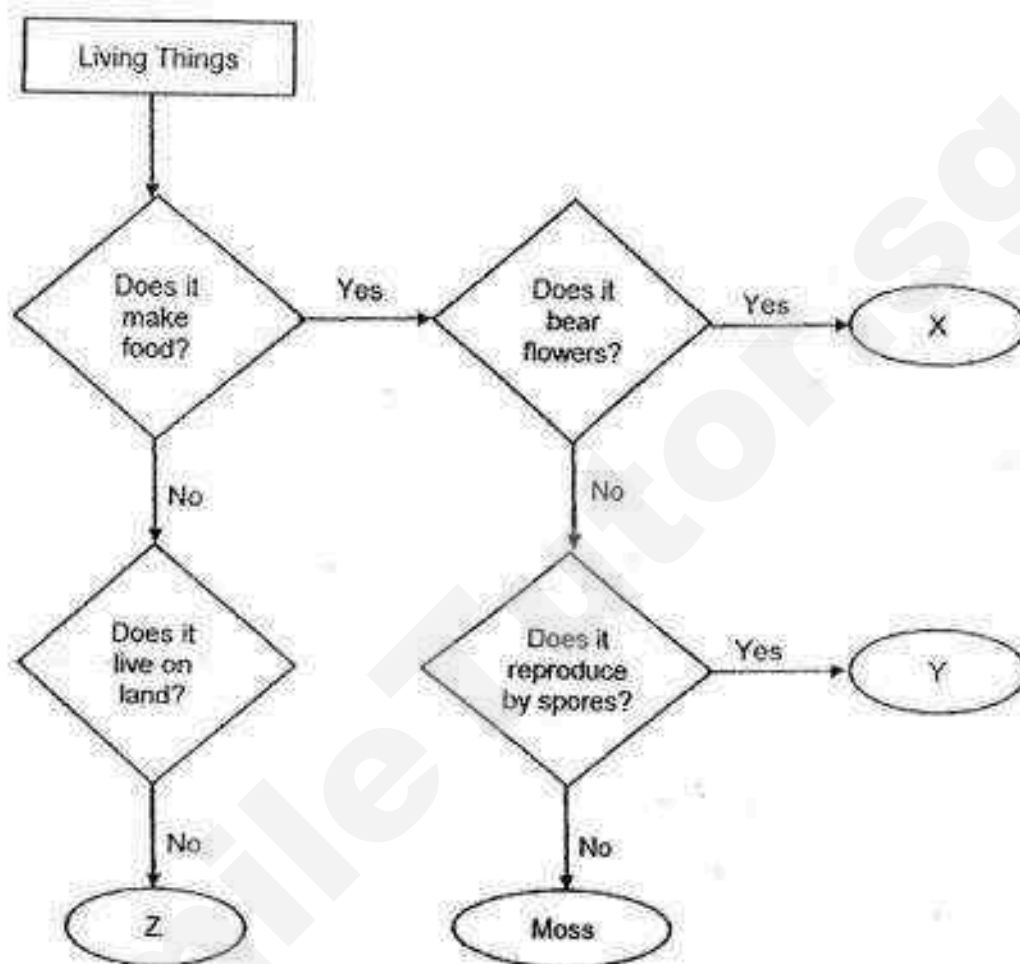 Living Things
Does it
make
food?
Yes
Does it
bear
flowers?
Yes
X
No
No
Does it
live on
land?
Does it
reproduce
by spores?
Yes
Y
No
No
Z
Moss